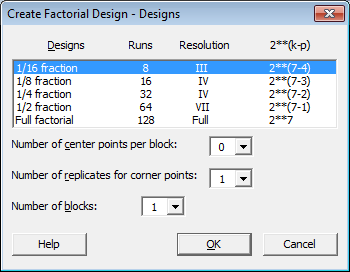 Create Factorial Design - Designs
Designs Runs Resolution 2**(k-p)
1/16 fraction 8 III 2**(7-4)
1/8 fraction 16 IV 2**(7-3)
1/4 fraction 32 IV 2**(7-2)
1/2 fraction 64 VII 2**(7-1)
Full factorial 128 Full 2**7
Number of center points per block: 0
Number of replicates for corner points: 1
Number of blocks: 1
Help OK Cancel